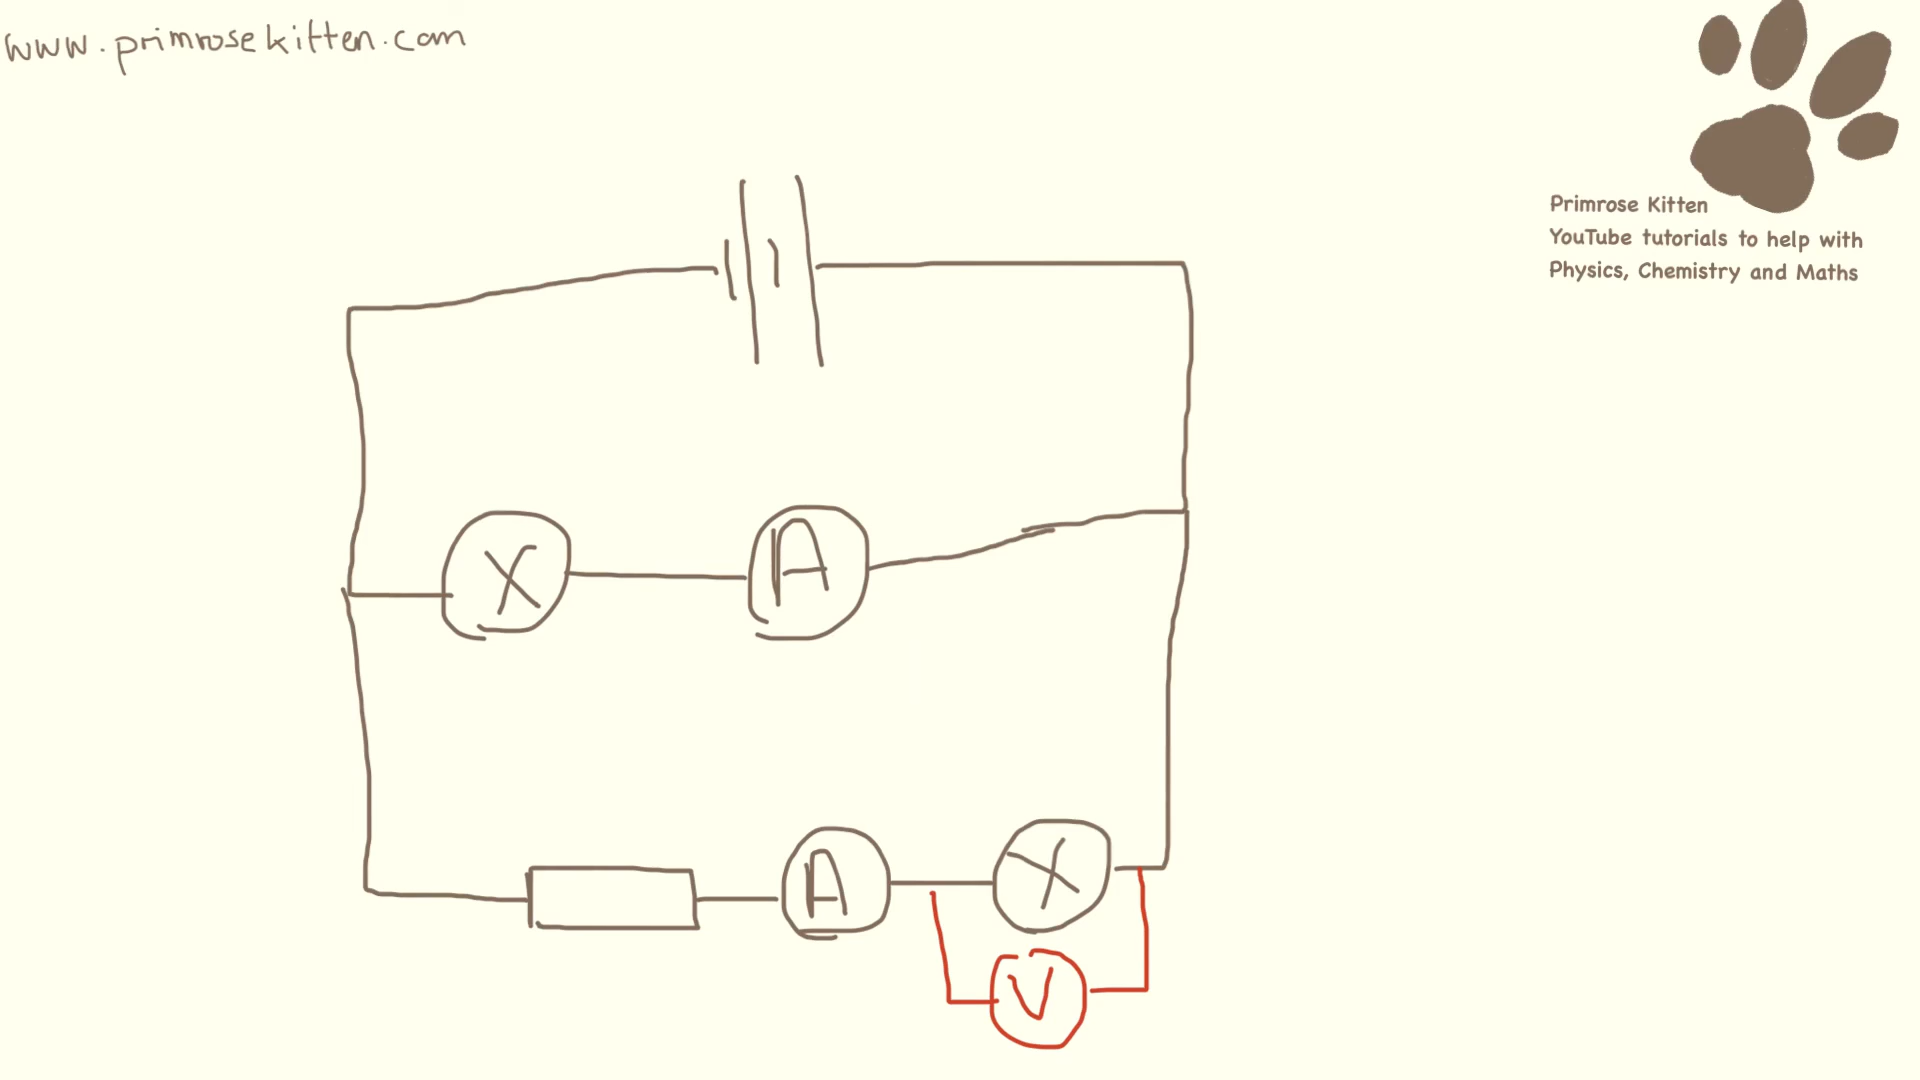 www.primrosekitten.com
Primrose Kitten
YouTube tutorials to help with
Physics, Chemistry and Maths
A
A
V